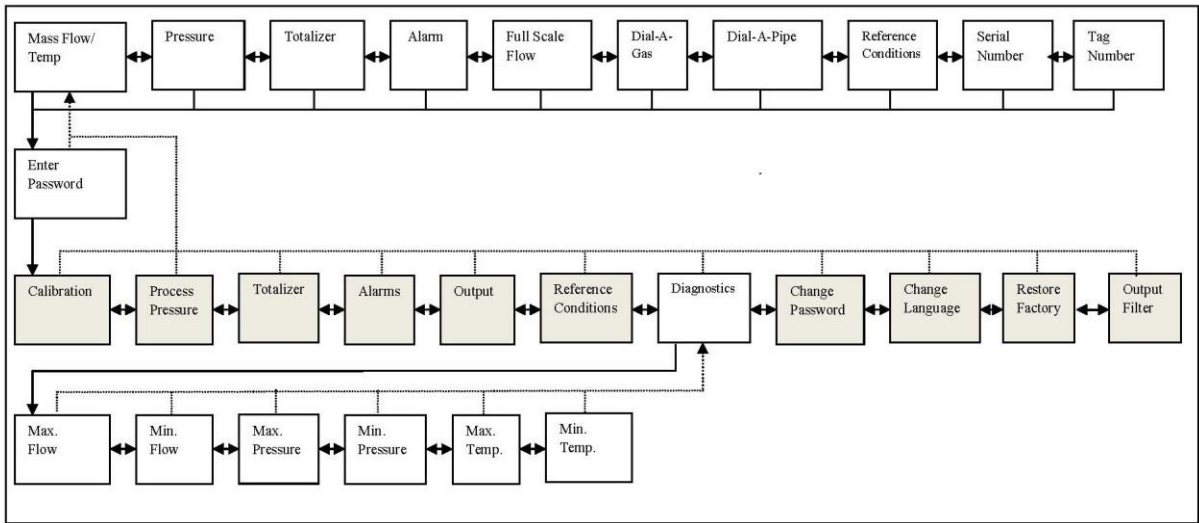 Mass Flow/
Temp
Pressure
Totalizer
Alarm
Full Scale
Flow
Dial-A-
Gas
Dial-A-Pipe
Reference
Conditions
Serial
Number
Tag
Number
Enter
Password
Calibration
Process
Pressure
Totalizer
Alarms
Output
Reference
Conditions
Diagnostics
Change
Password
Change
Language
Restore
Factory
Output
Filter
Max.
Flow
Min.
Flow
Max.
Pressure
Min.
Pressure
Max.
Temp.
Min.
Temp.